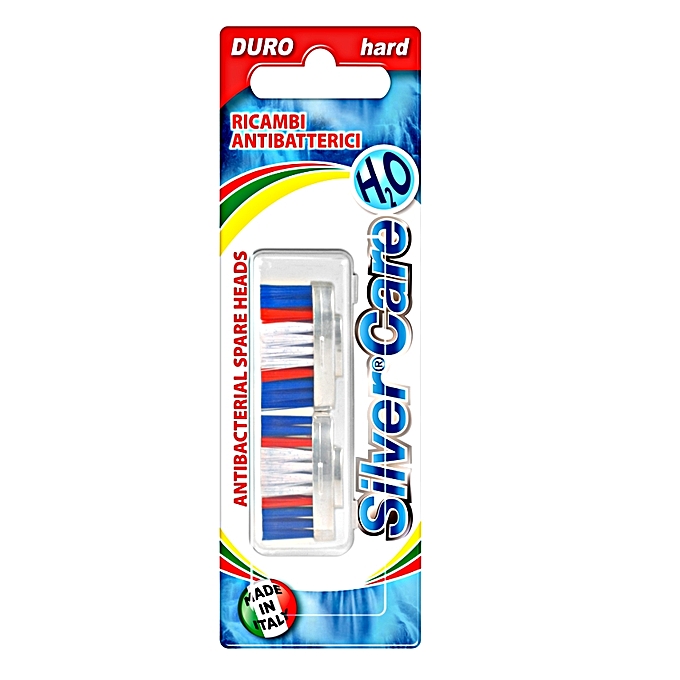 DURO hard
RICAMBI
ANTIBATTERICI
H2O
ANTIBACTERIAL SPARE HEADS
Silver® Care
MADE
IN
ITALY